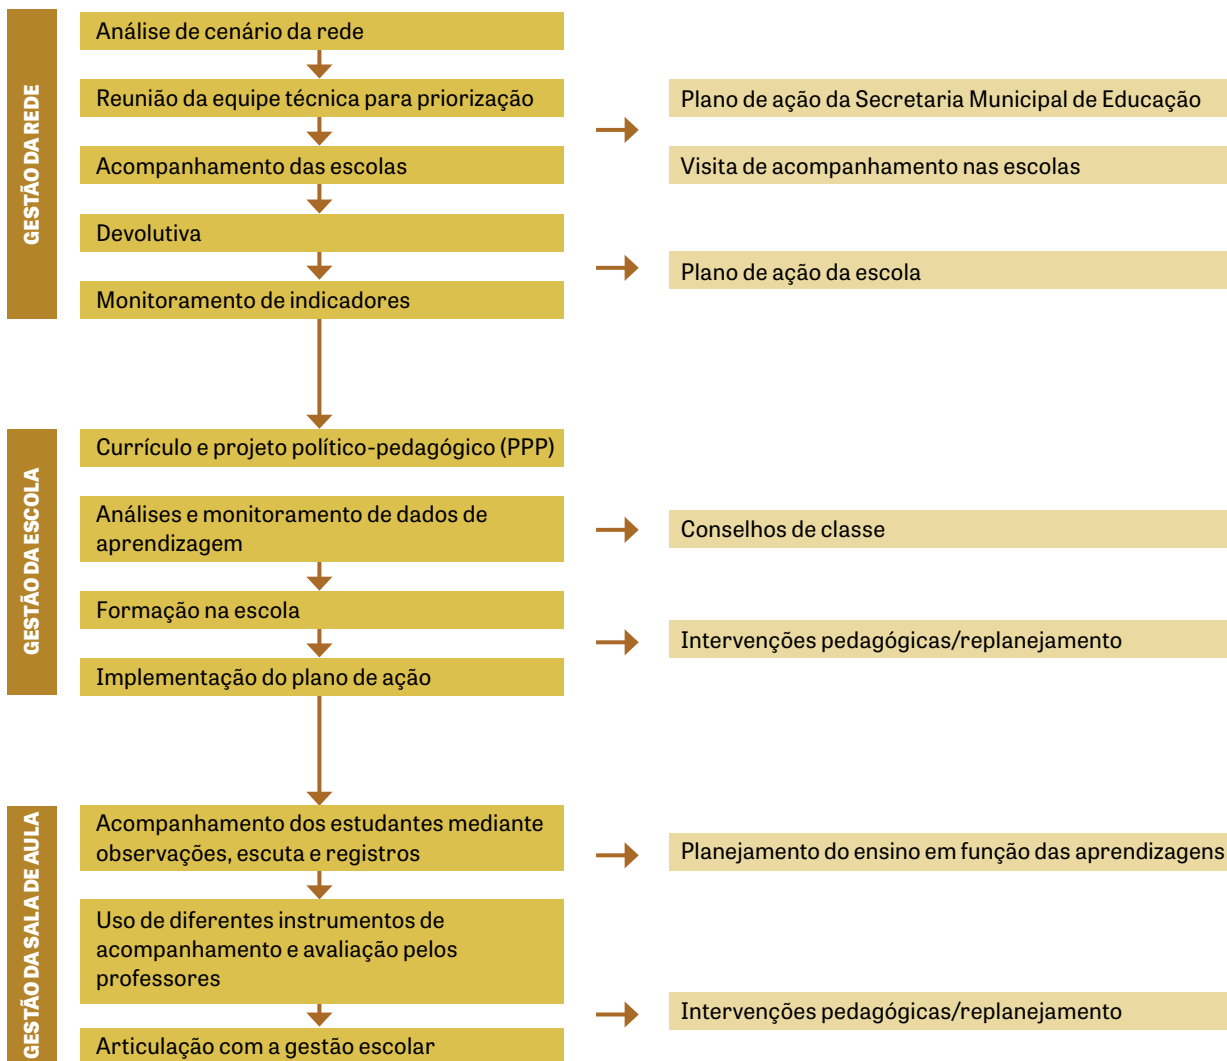 GESTÃO DA REDE
Análise de cenário da rede
Reunião da equipe técnica para priorização
Plano de ação da Secretaria Municipal de Educação
Acompanhamento das escolas
Visita de acompanhamento nas escolas
Devolutiva
Plano de ação da escola
Monitoramento de indicadores
GESTÃO DA ESCOLA
Currículo e projeto político-pedagógico (PPP)
Análises e monitoramento de dados de
aprendizagem
Conselhos de classe
Formação na escola
Intervenções pedagógicas/replanejamento
Implementação do plano de ação
GESTÃO DA SALA DE AULA
Acompanhamento dos estudantes mediante
observações, escuta e registros
Planejamento do ensino em função das aprendizagens
Uso de diferentes instrumentos de
acompanhamento e avaliação pelos
professores
Intervenções pedagógicas/replanejamento
Articulação com a gestão escolar